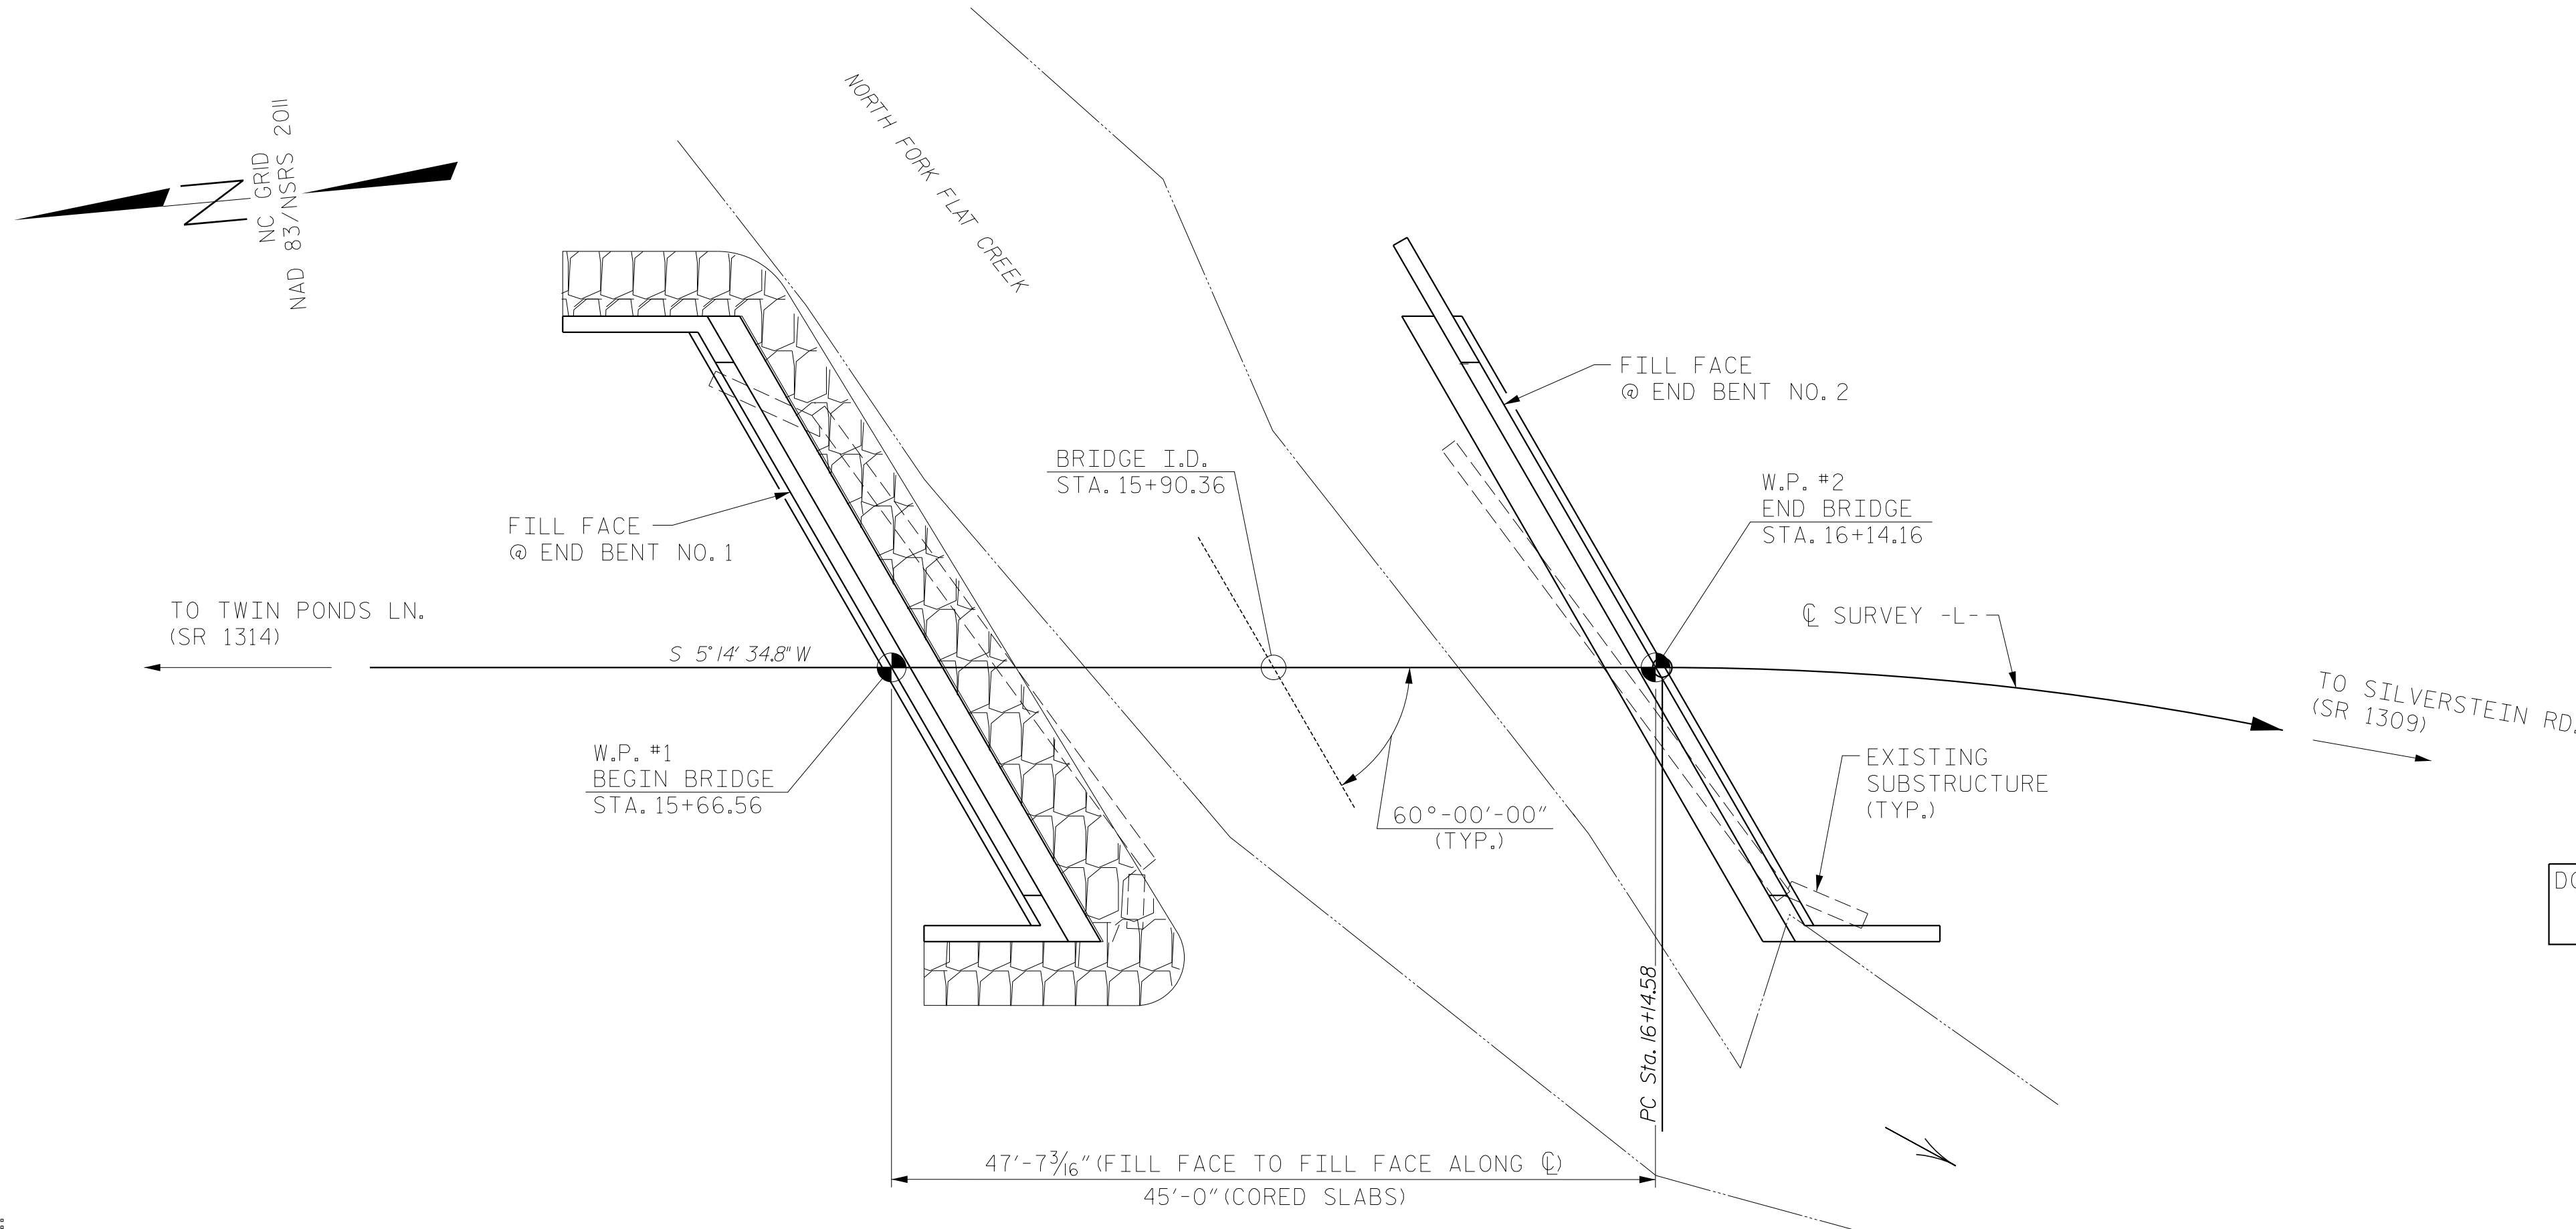 NC GRID
NAD 83/NSRS 2011
NORTH FORK FLAT CREEK
FILL FACE
@ END BENT NO. 2
BRIDGE I.D.
STA. 15+90.36
W.P. #2
END BRIDGE
STA. 16+14.16
FILL FACE
@ END BENT NO. 1
TO TWIN PONDS LN.
(SR 1314)
S 5° 14' 34.8" W
℄ SURVEY -L-
TO SILVERSTEIN RD.
(SR 1309)
W.P. #1
BEGIN BRIDGE
STA. 15+66.56
60°-00'-00"
(TYP.)
EXISTING
SUBSTRUCTURE
(TYP.)
PC Sta. 16+14.58
47'-7 3/16" (FILL FACE TO FILL FACE ALONG ℄)
45'-0" (CORED SLABS)